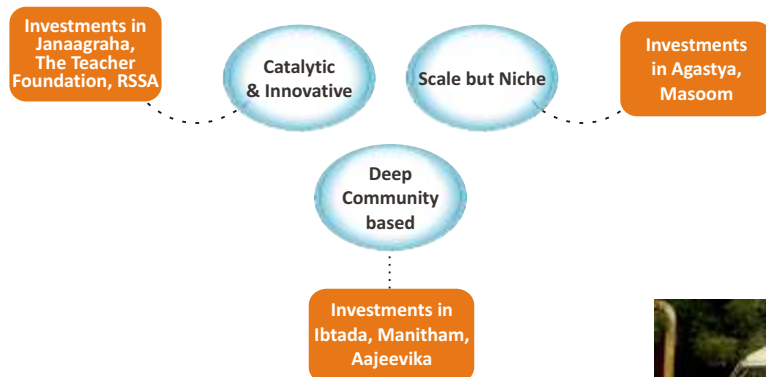 Investments in
Janaagraha,
The Teacher
Foundation, RSSA
Catalytic
& Innovative
Scale but Niche
Investments
in Agastya,
Masoom
Deep
Community
based
Investments in
Ibtada, Manitham,
Aajeevika